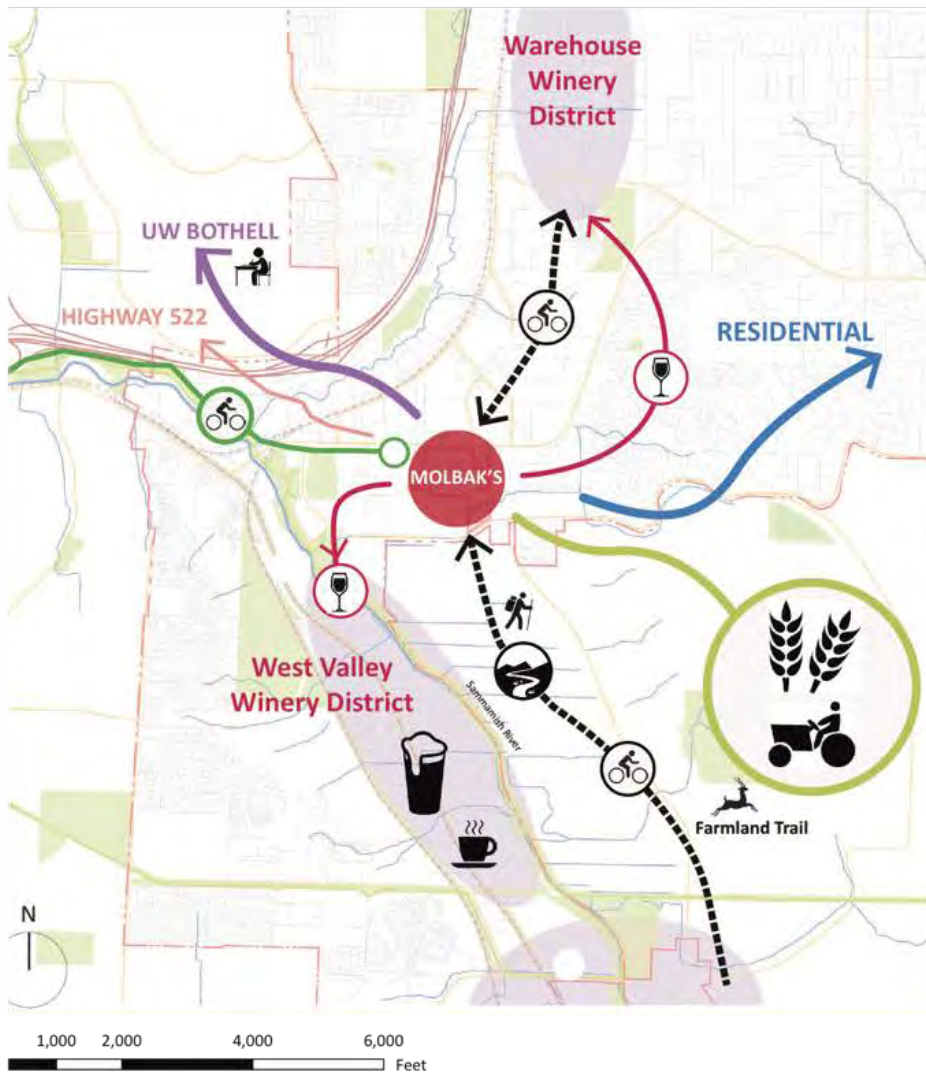 Warehouse
Winery
District
UW BOTHELL
HIGHWAY 522
RESIDENTIAL
MOLBAK'S
West Valley
Winery District
Sammamish River
Farmland Trail
N
1,000 2,000 4,000 6,000
Feet